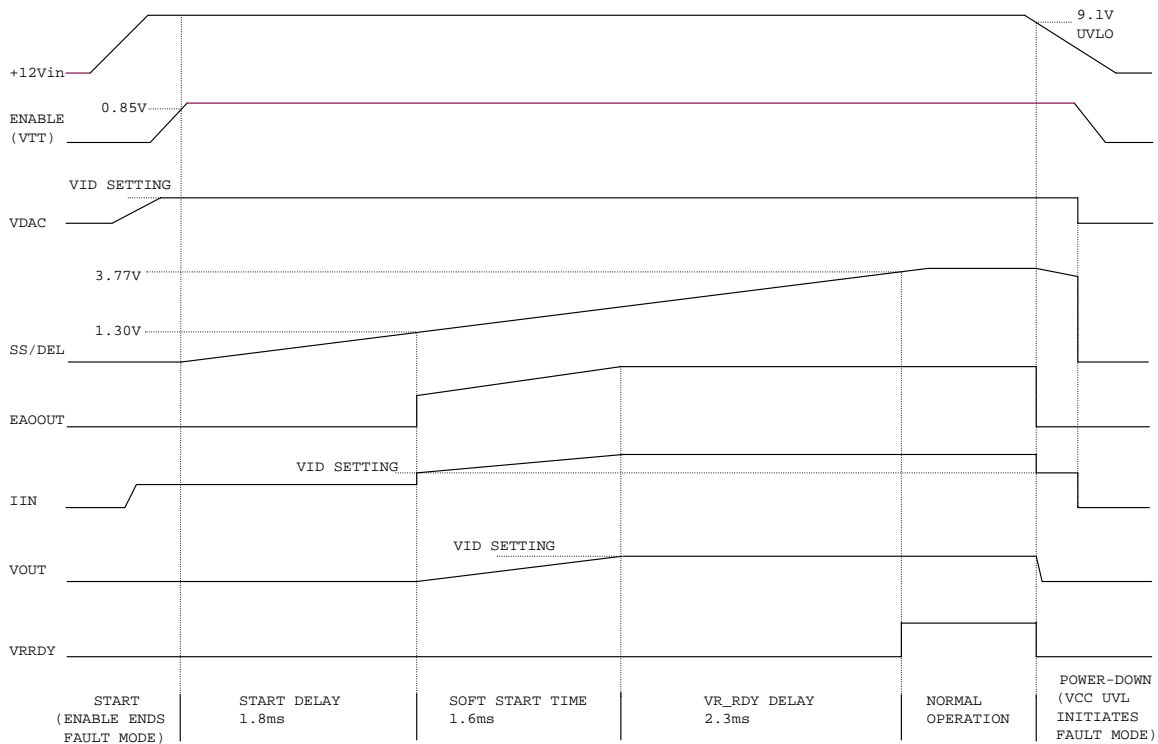 9.1V
UVLO
+12Vin
0.85V
ENABLE
(VTT)
VID SETTING
VDAC
3.77V
1.30V
SS/DEL
EAOOUT
VID SETTING
IIN
VID SETTING
VOUT
VRRDY
START
(ENABLE ENDS
FAULT MODE)
START DELAY
1.8ms
SOFT START TIME
1.6ms
VR_RDY DELAY
2.3ms
NORMAL
OPERATION
POWER-DOWN
(VCC UVL
INITIATES
FAULT MODE)